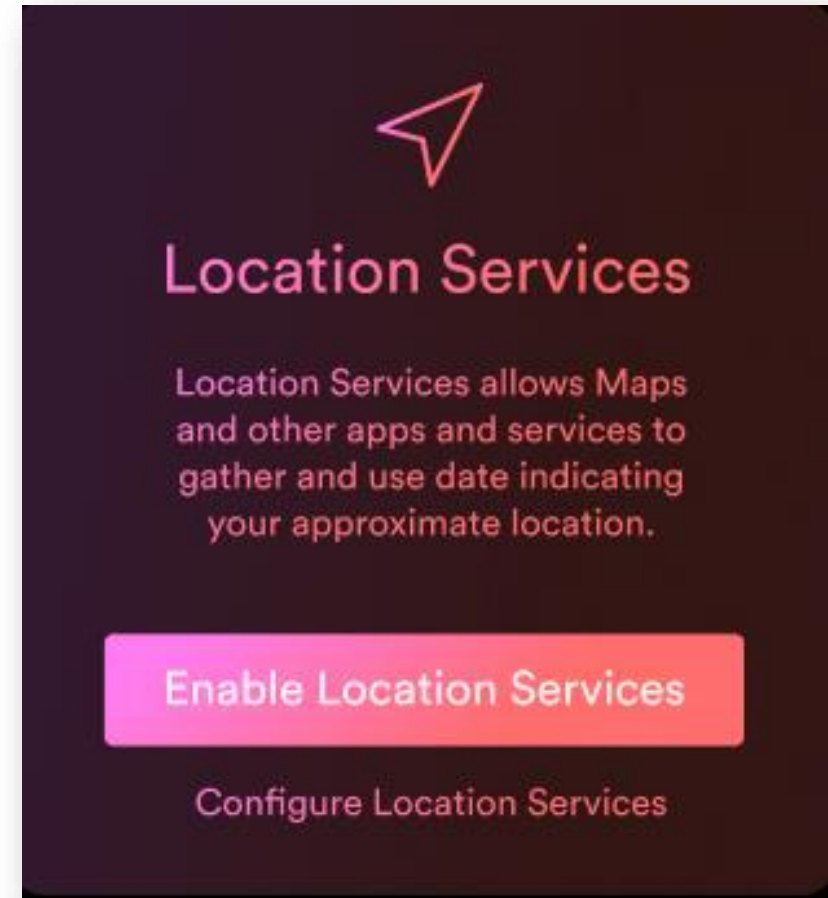 Location Services
Location Services allows Maps
and other apps and services to
gather and use date indicating
your approximate location.
Enable Location Services
Configure Location Services